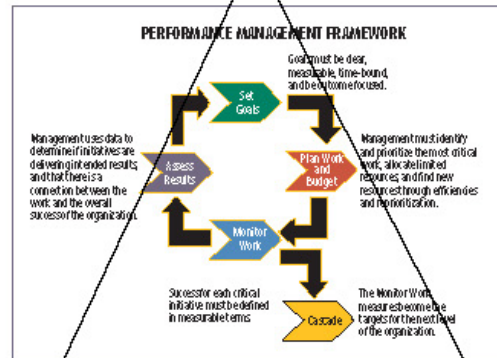 PERFORMANCE MANAGEMENT FRAMEWORK
Goals must be clear,
measurable, time-bound,
and be outcome focused.
Set
Goals
Management uses data to
determine if initiatives are
delivering intended results,
and that there is a
connection between the
work and the overall
success of the organization.
Assess
Results
Plan Work
and
Budget
Management must identify
and prioritize the most critical
work, allocate limited
resources, and find new
resources through efficiencies
and reprioritization.
Monitor
Work
Success for each critical
initiative must be defined
in measurable terms.
Cascade
The Monitor Work
measures become the
targets for the next level
of the organization.